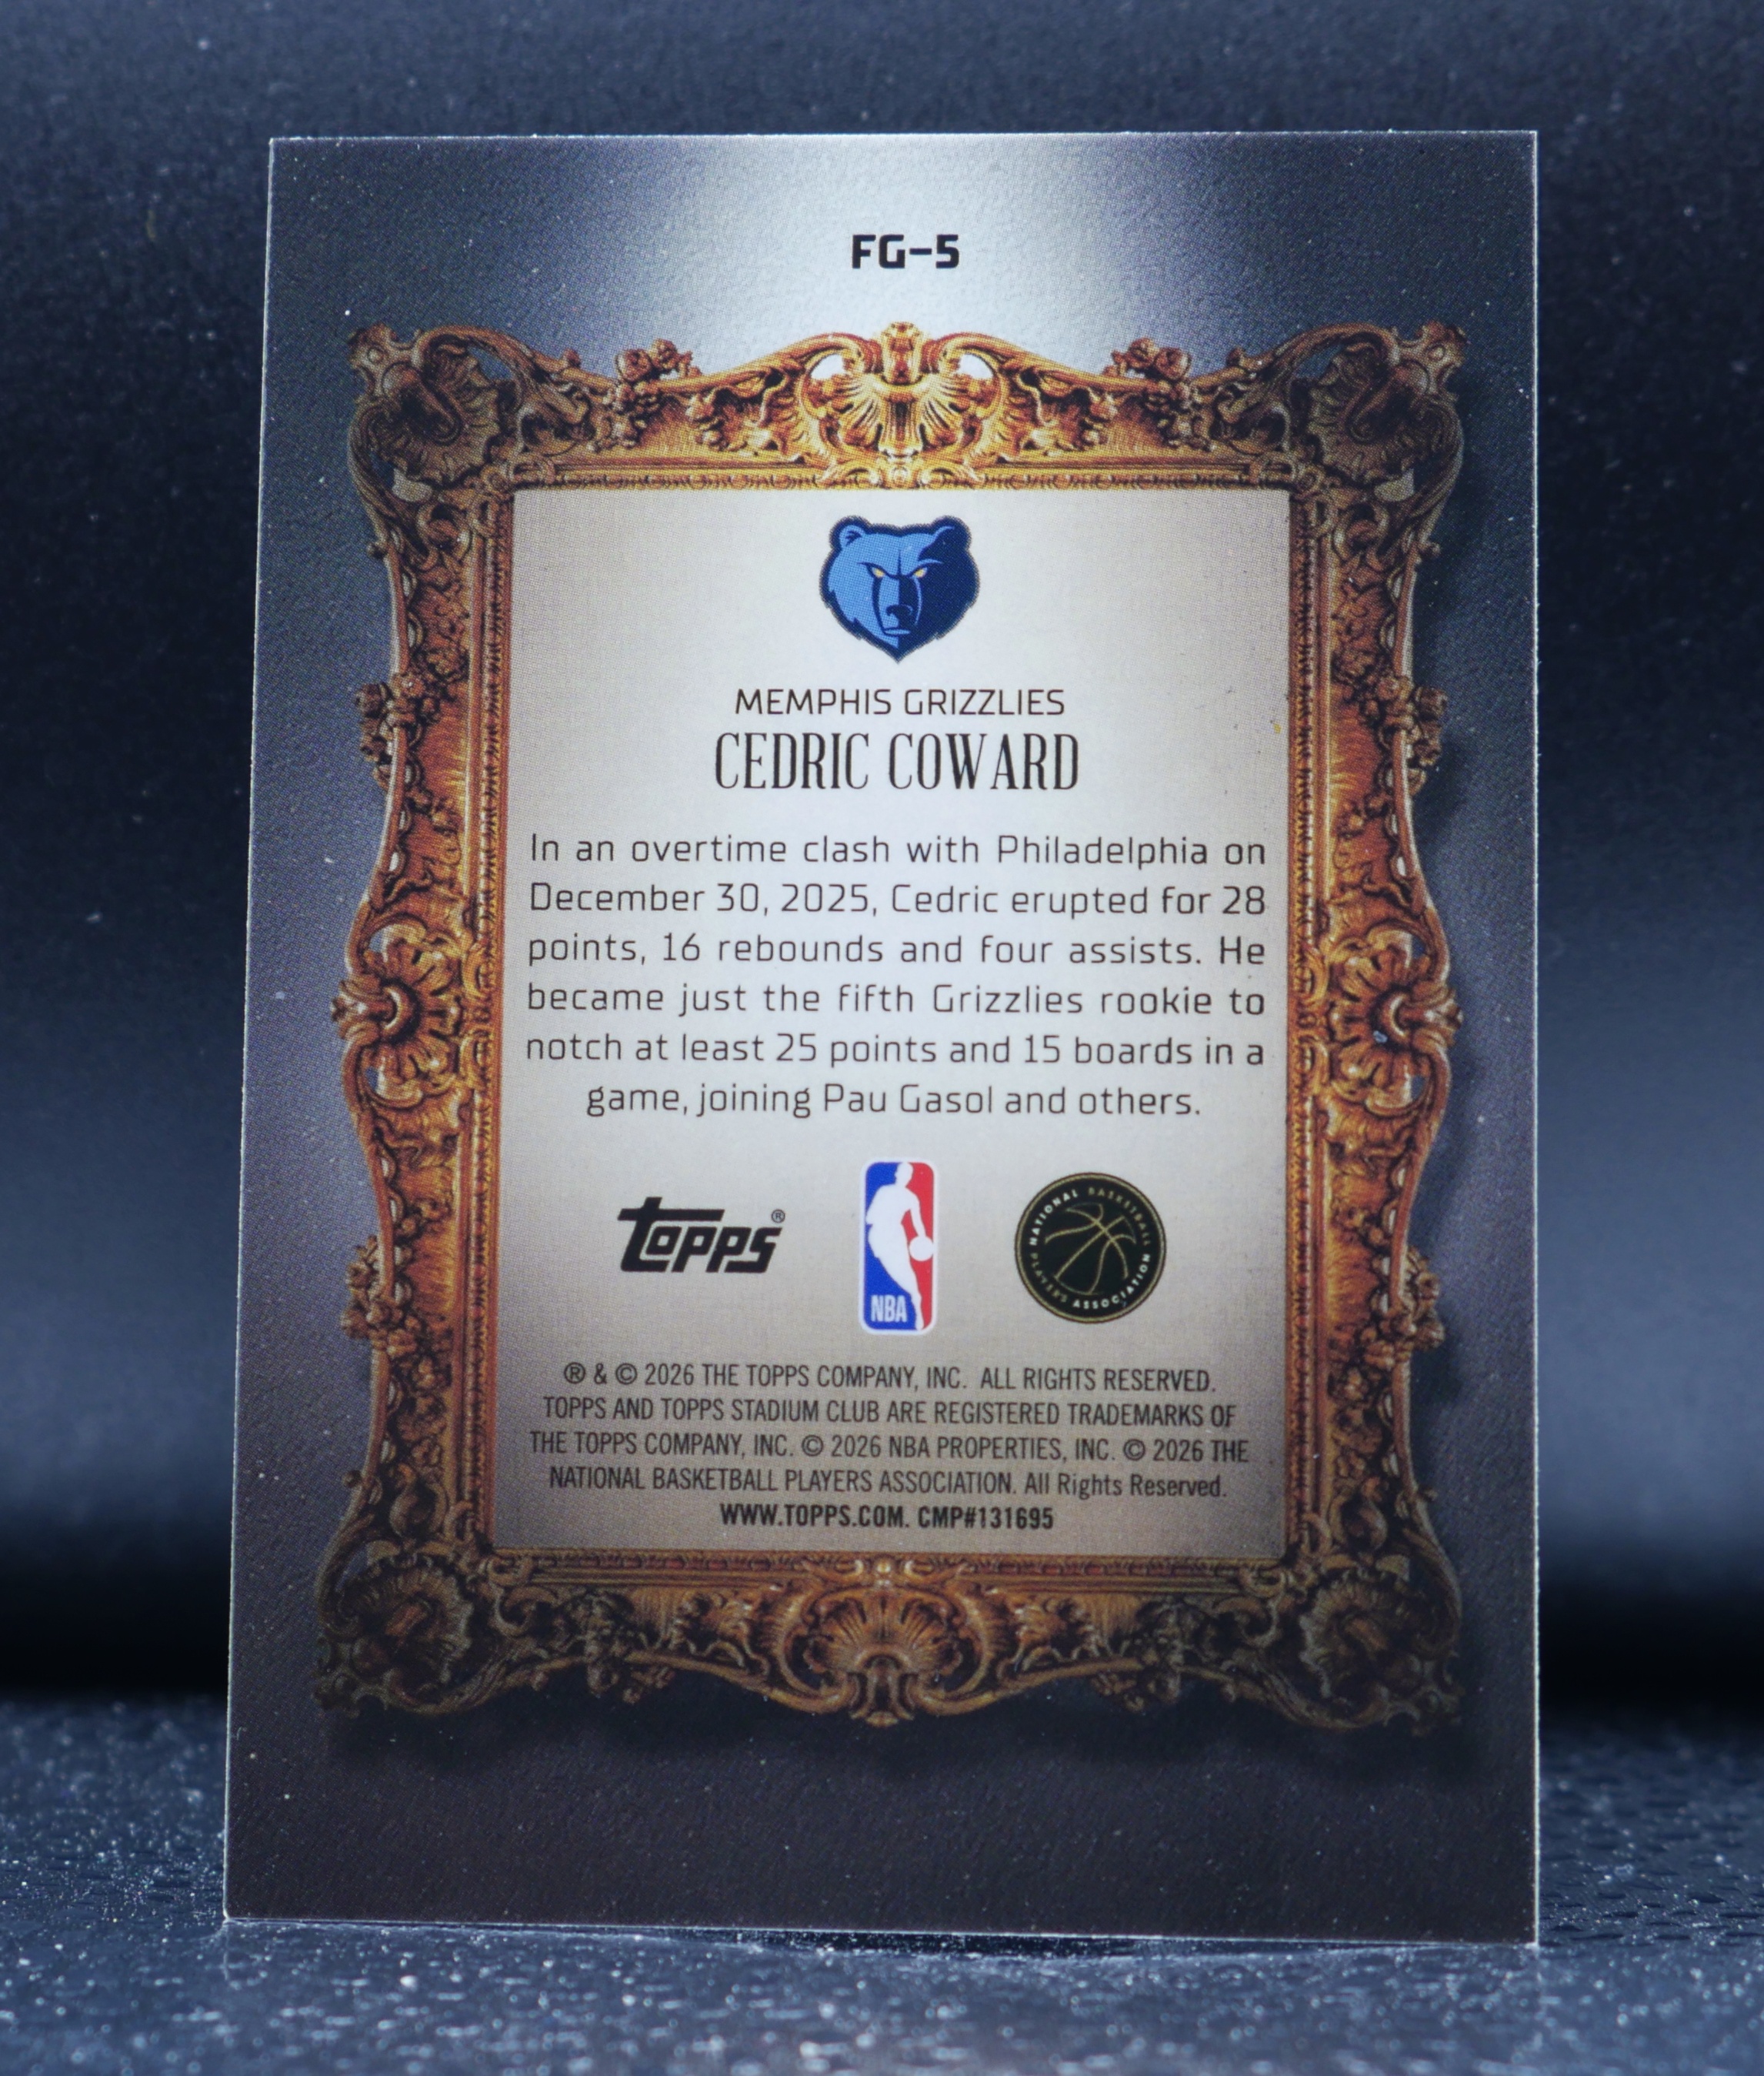 FG-5
MEMPHIS GRIZZLIES
CEDRIC COWARD
In an overtime clash with Philadelphia on
December 30, 2025, Cedric erupted for 28
points, 16 rebounds and four assists. He
became just the fifth Grizzlies rookie to
notch at least 25 points and 15 boards in a
game, joining Pau Gasol and others.
topps®
NBA
NATIONAL BASKETBALL PLAYERS ASSOCIATION
® & © 2026 THE TOPPS COMPANY, INC. ALL RIGHTS RESERVED.
TOPPS AND TOPPS STADIUM CLUB ARE REGISTERED TRADEMARKS OF
THE TOPPS COMPANY, INC. © 2026 NBA PROPERTIES, INC. © 2026 THE
NATIONAL BASKETBALL PLAYERS ASSOCIATION. All Rights Reserved.
WWW.TOPPS.COM. CMP#131695